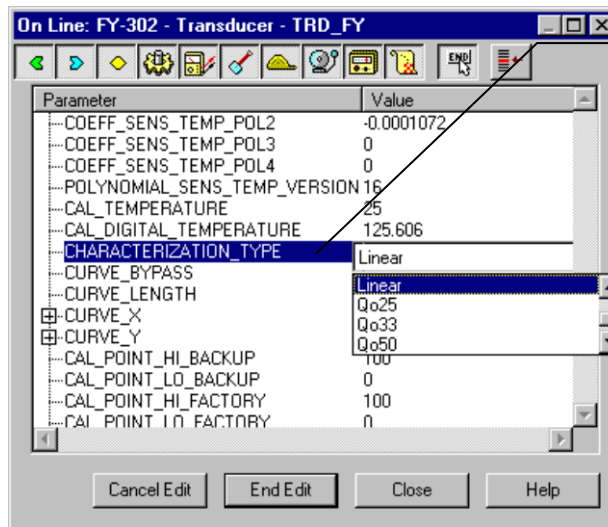 On Line: FY-302 - Transducer - TRD_FY
END
Parameter Value
COEFF_SENS_TEMP_POL2 -0.0001072
COEFF_SENS_TEMP_POL3 0
COEFF_SENS_TEMP_POL4 0
POLYNOMIAL_SENS_TEMP_VERSION 16
CAL_TEMPERATURE 25
CAL_DIGITAL_TEMPERATURE 125.606
CHARACTERIZATION_TYPE Linear
CURVE_BYPASS Linear
CURVE_LENGTH Qo25
CURVE_X Qo33
CURVE_Y Qo50
CAL_POINT_HI_BACKUP 100
CAL_POINT_LO_BACKUP 0
CAL_POINT_HI_FACTORY 100
CAL_POINT_LO_FACTORY 0
Cancel Edit End Edit Close Help